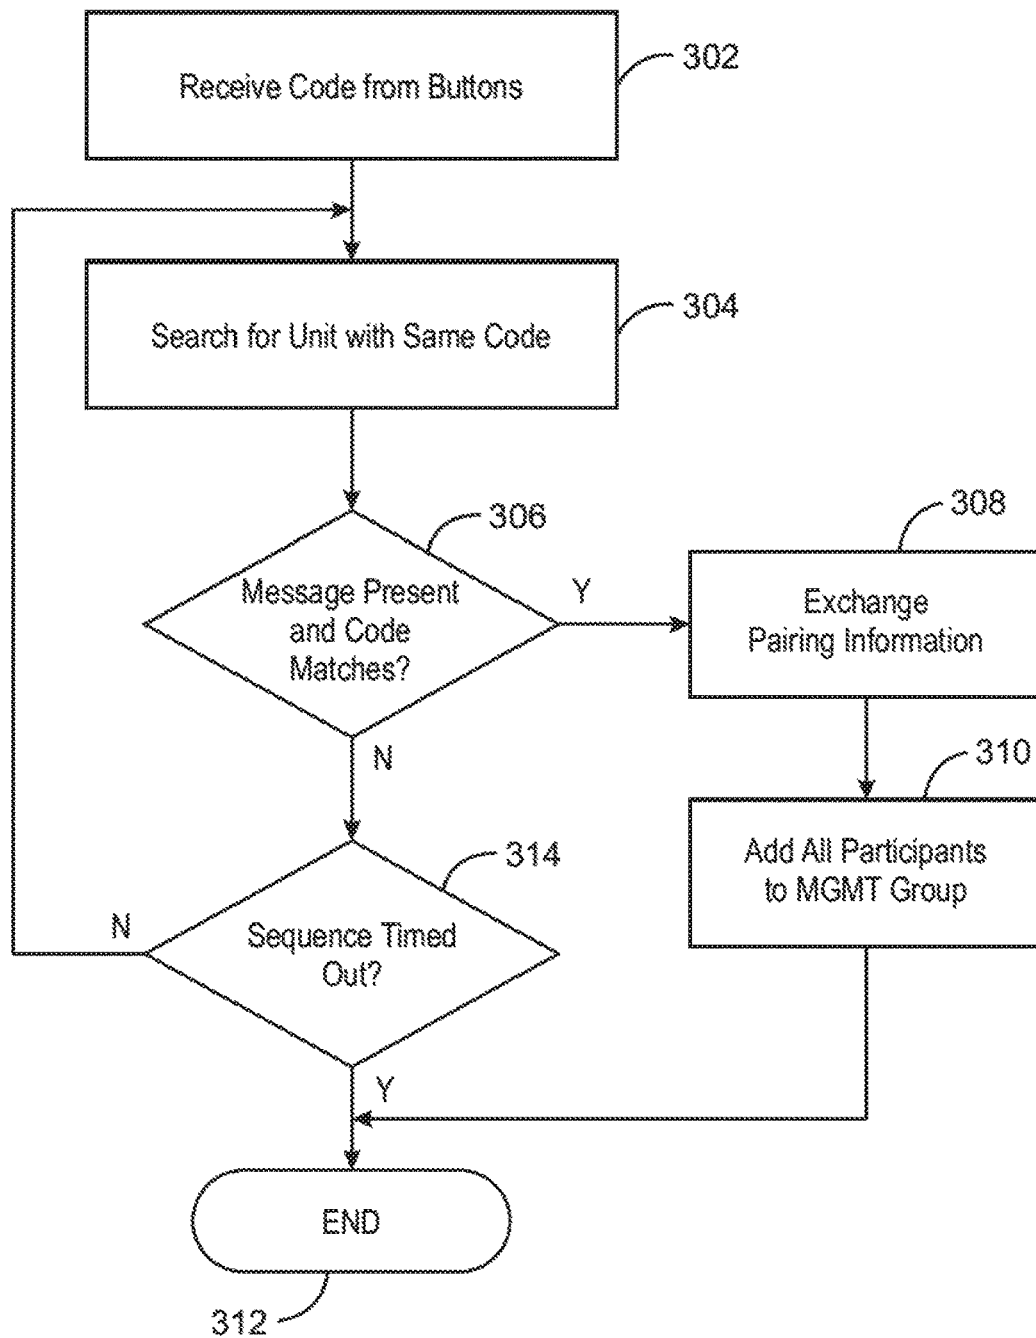 Receive Code from Buttons
302
Search for Unit with Same Code
304
Message Present
and Code
Matches?
306
Y
Exchange
Pairing Information
308
N
Add All Participants
to MGMT Group
310
Sequence Timed
Out?
314
N
Y
END
312